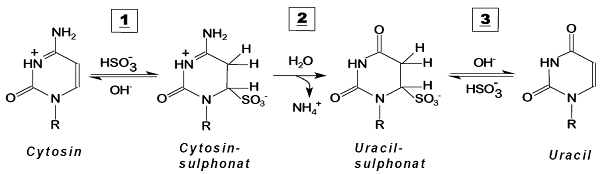 1 2 3
NH₂ NH₂ O O
HN⁺ HSO₃⁻ HN⁺ H H H₂O HN H H OH⁻ HN
O N OH⁻ O N H SO₃⁻ NH₄⁺ O N H SO₃⁻ HSO₃⁻ O N
R R R R
Cytosin Cytosin- Uracil- Uracil
sulphonat sulphonat